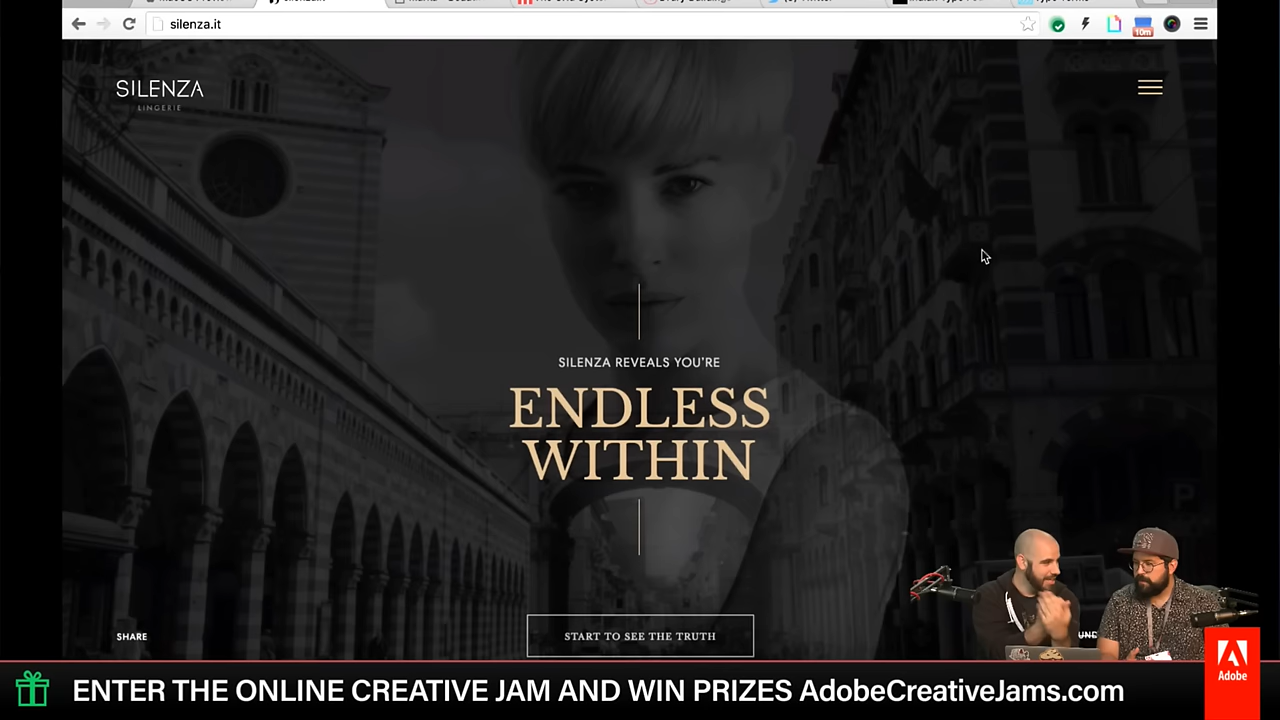 silenza.it
10m
SILENZA
LINGERIE
SILENZA REVEALS YOU'RE
ENDLESS
WITHIN
START TO SEE THE TRUTH
SHARE
ENTER THE ONLINE CREATIVE JAM AND WIN PRIZES AdobeCreativeJams.com
Adobe